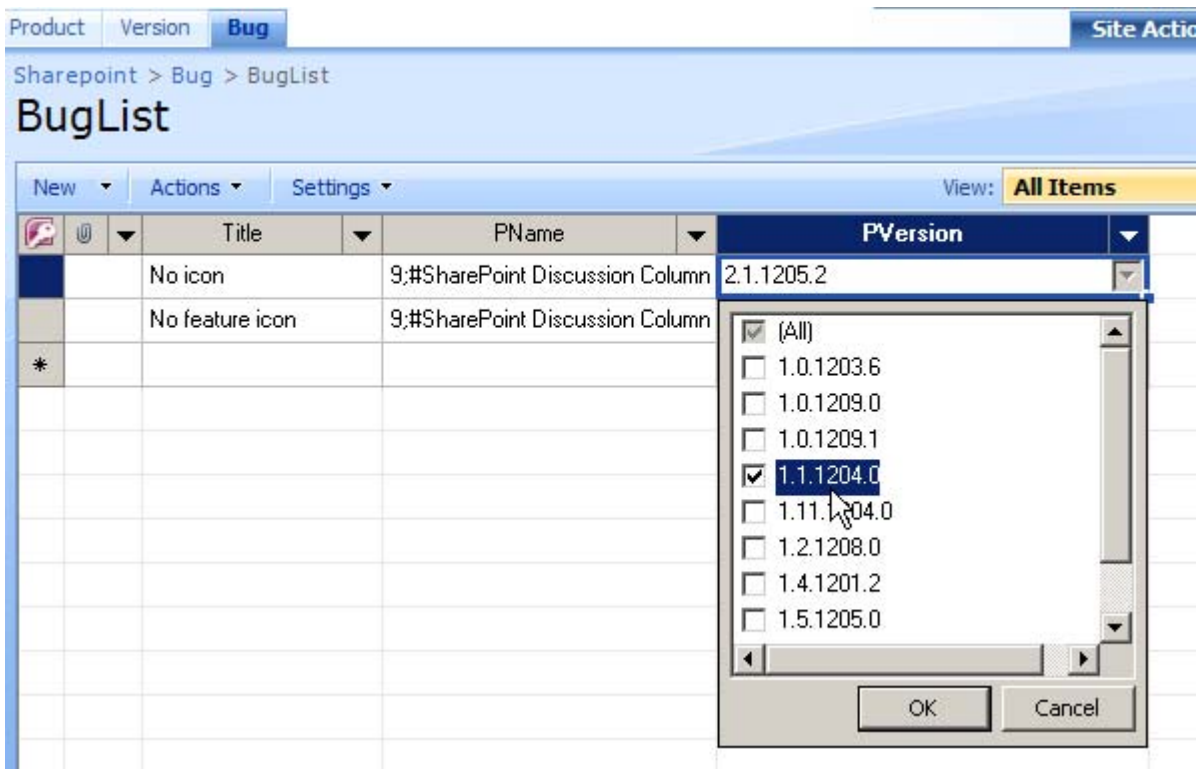 Product Version Bug
Site Actio
Sharepoint > Bug > BugList
BugList
New Actions Settings View: All Items
Title PName PVersion
No icon 9;#SharePoint Discussion Column 2.1.1205.2
No feature icon 9;#SharePoint Discussion Column
(All)
1.0.1203.6
1.0.1209.0
1.0.1209.1
1.1.1204.0
1.2.1208.0
1.4.1201.2
1.5.1205.0
OK Cancel